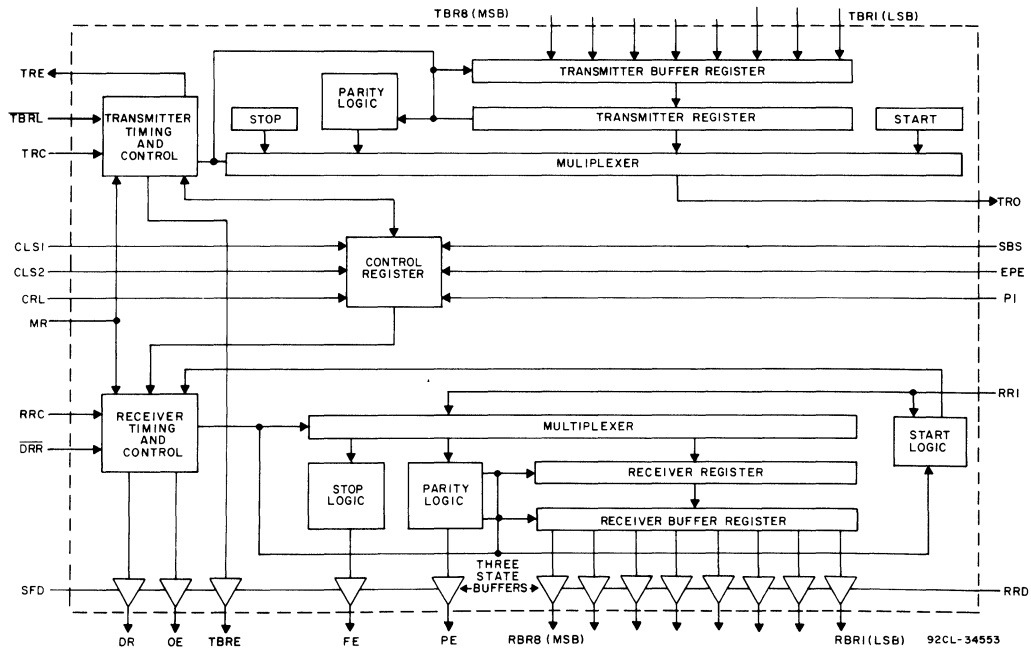 TBR8 (MSB)
TBR1 (LSB)
TRE
TRANSMITTER BUFFER REGISTER
PARITY
LOGIC
T̅B̅R̅L̅
TRANSMITTER
TIMING
AND
CONTROL
STOP
TRANSMITTER REGISTER
START
TRC
MULIPLEXER
TRO
CLS1
CONTROL
REGISTER
SBS
CLS2
EPE
CRL
PI
MR
RRC
RECEIVER
TIMING
AND
CONTROL
MULTIPLEXER
RRI
START
LOGIC
D̅R̅R̅
STOP
LOGIC
PARITY
LOGIC
RECEIVER REGISTER
RECEIVER BUFFER REGISTER
THREE
STATE
BUFFERS
SFD
RRD
DR
OE
TBRE
FE
PE
RBR8 (MSB)
RBR1 (LSB)
92CL-34553